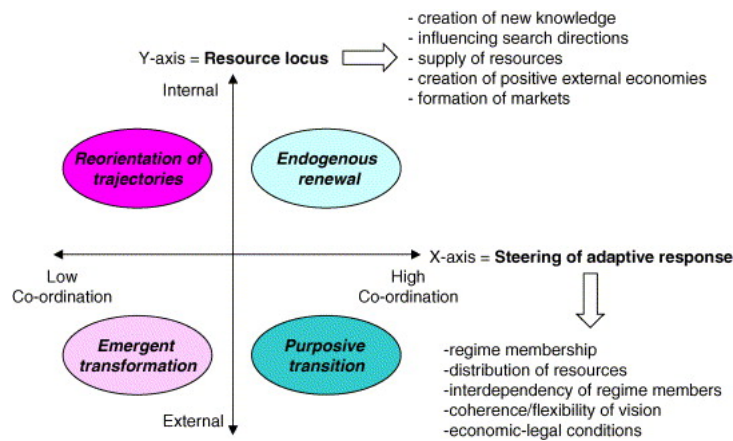 - creation of new knowledge
- influencing search directions
Y-axis = Resource locus
- supply of resources
- creation of positive external economies
Internal
- formation of markets
Reorientation of
trajectories
Endogenous
renewal
X-axis = Steering of adaptive response
Low
Co-ordination
High
Co-ordination
Emergent
transformation
Purposive
transition
-regime membership
-distribution of resources
-interdependency of regime members
-coherence/flexibility of vision
-economic-legal conditions
External